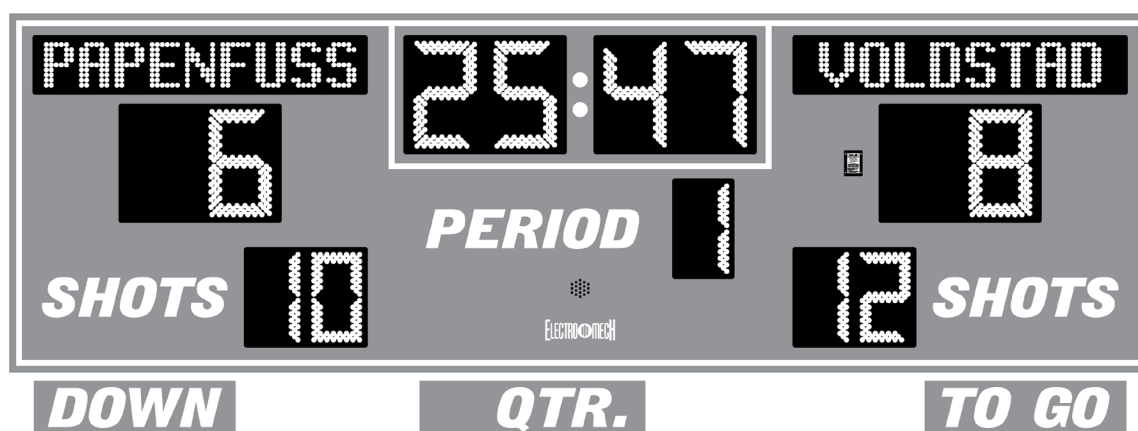 PAPENFUSS 25:47 VOLDSTAD
6 8
PERIOD 1
SHOTS 10 12 SHOTS
ELECTRO MECH
DOWN QTR. TO GO